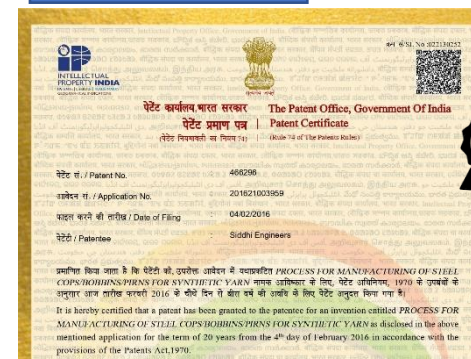 क्र सं/SL No :022130252
INTELLECTUAL
PROPERTY INDIA
पेटेंट कार्यालय,भारत सरकार | The Patent Office, Government Of India
पेटेंट प्रमाण पत्र | Patent Certificate
(पेटेंट नियमावली का नियम 74) | (Rule 74 of The Patents Rules)
पेटेंट सं. / Patent No. : 466296
आवेदन सं. / Application No. : 201621003959
फाइल करने की तारीख / Date of Filing : 04/02/2016
पेटेंटी / Patentee : Siddhi Engineers
प्रमाणित किया जाता है कि पेटेंटी को, उपरोक्त आवेदन में यथाप्रकटित PROCESS FOR MANUFACTURING OF STEEL
COPS/BOBBINS/PIRNS FOR SYNTHETIC YARN नामक आविष्कार के लिए, पेटेंट अधिनियम, 1970 के उपबंधों के
अनुसार आज तारीख फरवरी 2016 के चौथे दिन से बीस वर्ष की अवधि के लिए पेटेंट अनुदत्त किया गया है।
It is hereby certified that a patent has been granted to the patentee for an invention entitled PROCESS FOR
MANUFACTURING OF STEEL COPS/BOBBINS/PIRNS FOR SYNTHETIC YARN as disclosed in the above
mentioned application for the term of 20 years from the 4th day of February 2016 in accordance with the
provisions of the Patents Act,1970.